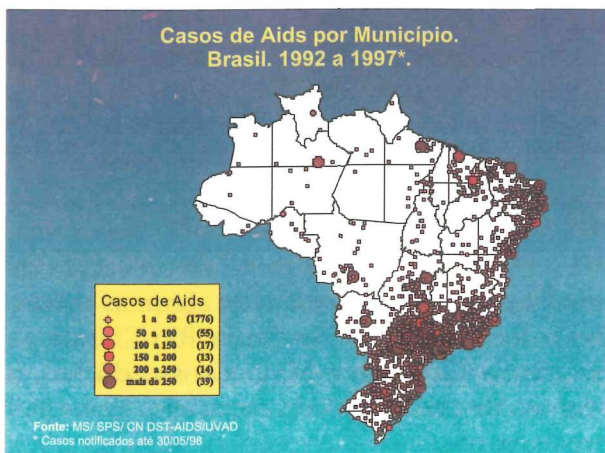 Casos de Aids por Município.
Brasil. 1992 a 1997*.
Casos de Aids
1 a 50 (1776)
50 a 100 (55)
100 a 150 (17)
150 a 200 (13)
200 a 250 (14)
mais de 250 (39)
Fonte: MS/ SPS/ CN DST-AIDS/UVAD
* Casos notificados até 30/05/98